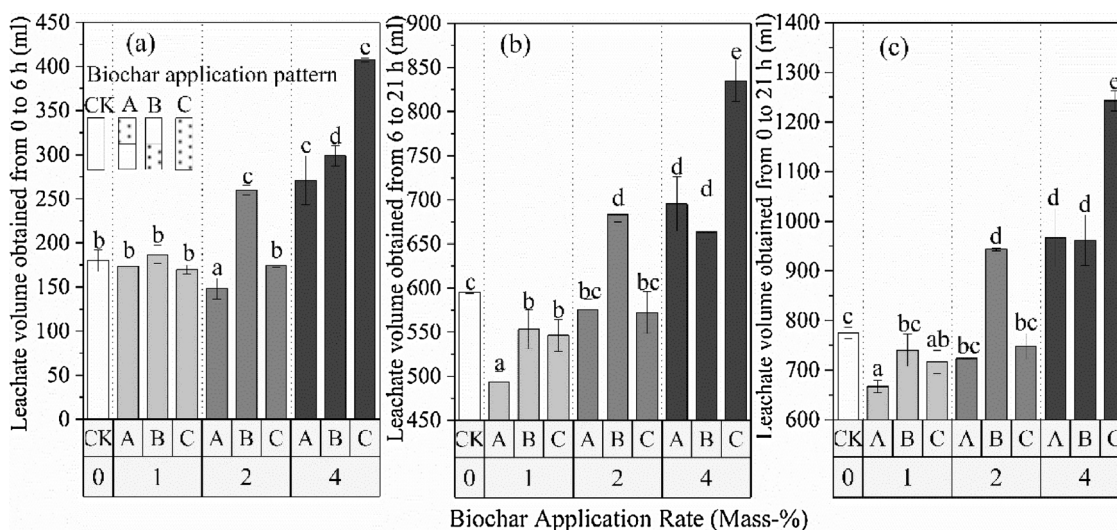 Leachate volume obtained from 0 to 6 h (ml)
450
400
350
300
250
200
150
100
50
0
(a)
Biochar application pattern
CK A B C
b b b b a c b c d c
CK A B C A B C A B C
0 1 2 4
Leachate volume obtained from 6 to 21 h (ml)
900
850
800
750
700
650
600
550
500
450
(b)
c a b b bc d bc d d e
CK A B C A B C A B C
0 1 2 4
Leachate volume obtained from 0 to 21 h (ml)
1400
1300
1200
1100
1000
950
900
850
800
750
700
650
600
(c)
c a bc ab bc d bc d d e
CK A B C A B C A B C
0 1 2 4
Biochar Application Rate (Mass-%)